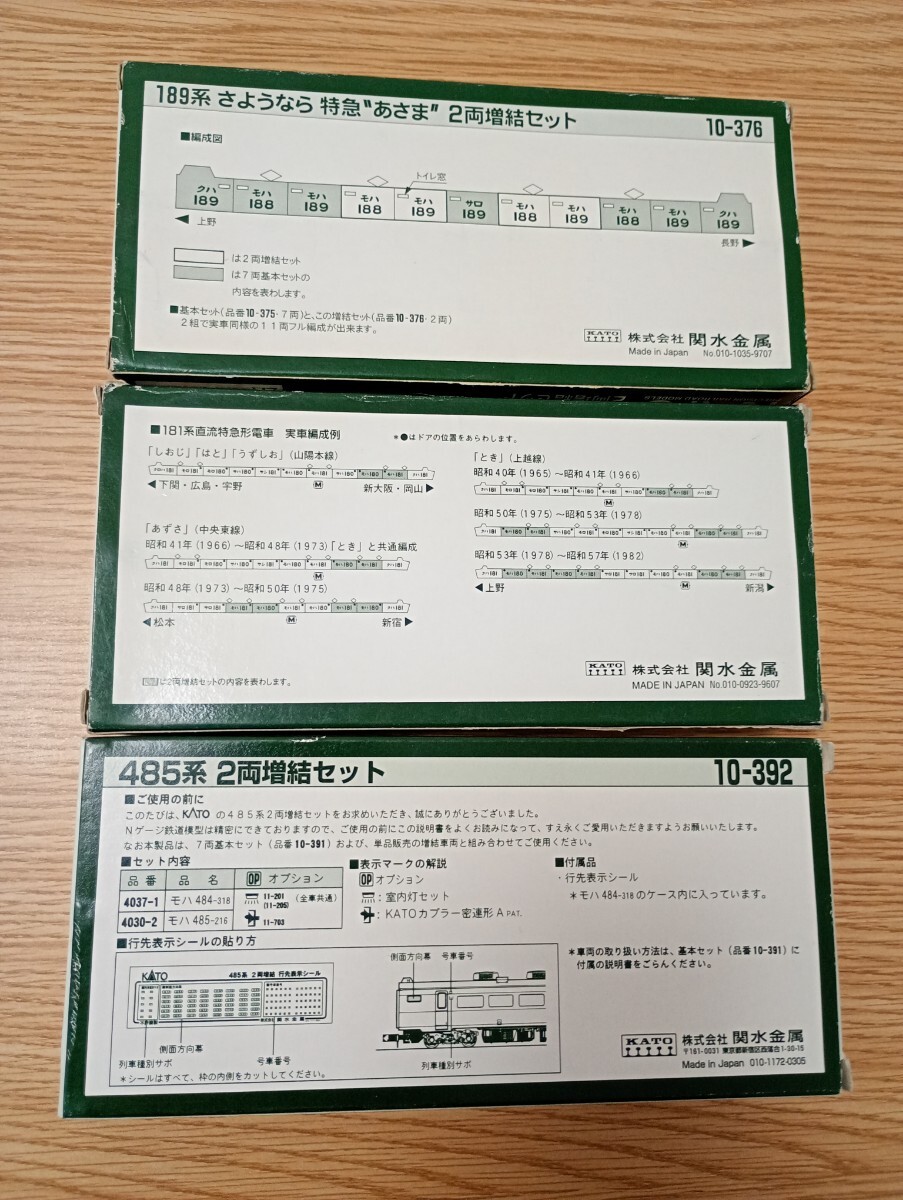 189系 さようなら 特急“あさま” 2両増結セット
10-376
■編成図
トイレ窓
クハ 189
モハ 188
モハ 189
モハ 188
モハ 189
サロ 189
モハ 188
モハ 189
モハ 188
モハ 189
クハ 189
◀ 上野
長野 ▶
は2両増結セット
は7両基本セットの
内容を表わします。
■基本セット(品番10-375・7両)と、この増結セット(品番10-376・2両)
2組で実車同様の11両フル編成が出来ます。
KATO 株式会社 関水金属
Made in Japan No.010-1035-9707
■181系直流特急形電車 実車編成例
*●はドアの位置をあらわします。
「しおじ」「はと」「うずしお」(山陽本線)
M
◀下関・広島・宇野
新大阪・岡山▶
「あずさ」(中央東線)
昭和41年(1966)〜昭和48年(1973)「とき」と共通編成
M
昭和48年(1973)〜昭和50年(1975)
M
◀松本
新宿▶
「とき」(上越線)
昭和40年(1965)〜昭和41年(1966)
M
昭和50年(1975)〜昭和53年(1978)
M
昭和53年(1978)〜昭和57年(1982)
M
◀上野
新潟▶
は2両増結セットの内容を表わします。
KATO 株式会社 関水金属
MADE IN JAPAN No.010-0923-9607
485系 2両増結セット
10-392
■ご使用の前に
このたびは、KATO の485系2両増結セットをお求めいただき、誠にありがとうございました。
Nゲージ鉄道模型は精密にできておりますので、ご使用の前にこの説明書をよくお読みになって、すえ永くご愛用いただきますようお願いいたします。
なお本製品は、7両基本セット(品番10-391)および、単品販売の増結車両と組み合わせてご使用ください。
■セット内容
品番 品名 OP オプション
4037-1 モハ484-318 11-201 (11-205) (全車共通)
4030-2 モハ485-216 11-703
■表示マークの解説
OP オプション
: 室内灯セット
: KATOカプラー密連形A PAT.
■付属品
・行先表示シール
*モハ484-318のケース内に入っています。
■行先表示シールの貼り方
KATO 485系 2両増結 行先表示シール
側面方向幕
列車種別サボ
号車番号
*シールはすべて、枠の内側をカットしてください。
側面方向幕 号車番号
列車種別サボ
*車両の取り扱い方法は、基本セット(品番10-391)に
付属の説明書をごらんください。
KATO 株式会社 関水金属
〒161-0031 東京都新宿区西落合1-30-15
Made in Japan 010-1172-0305